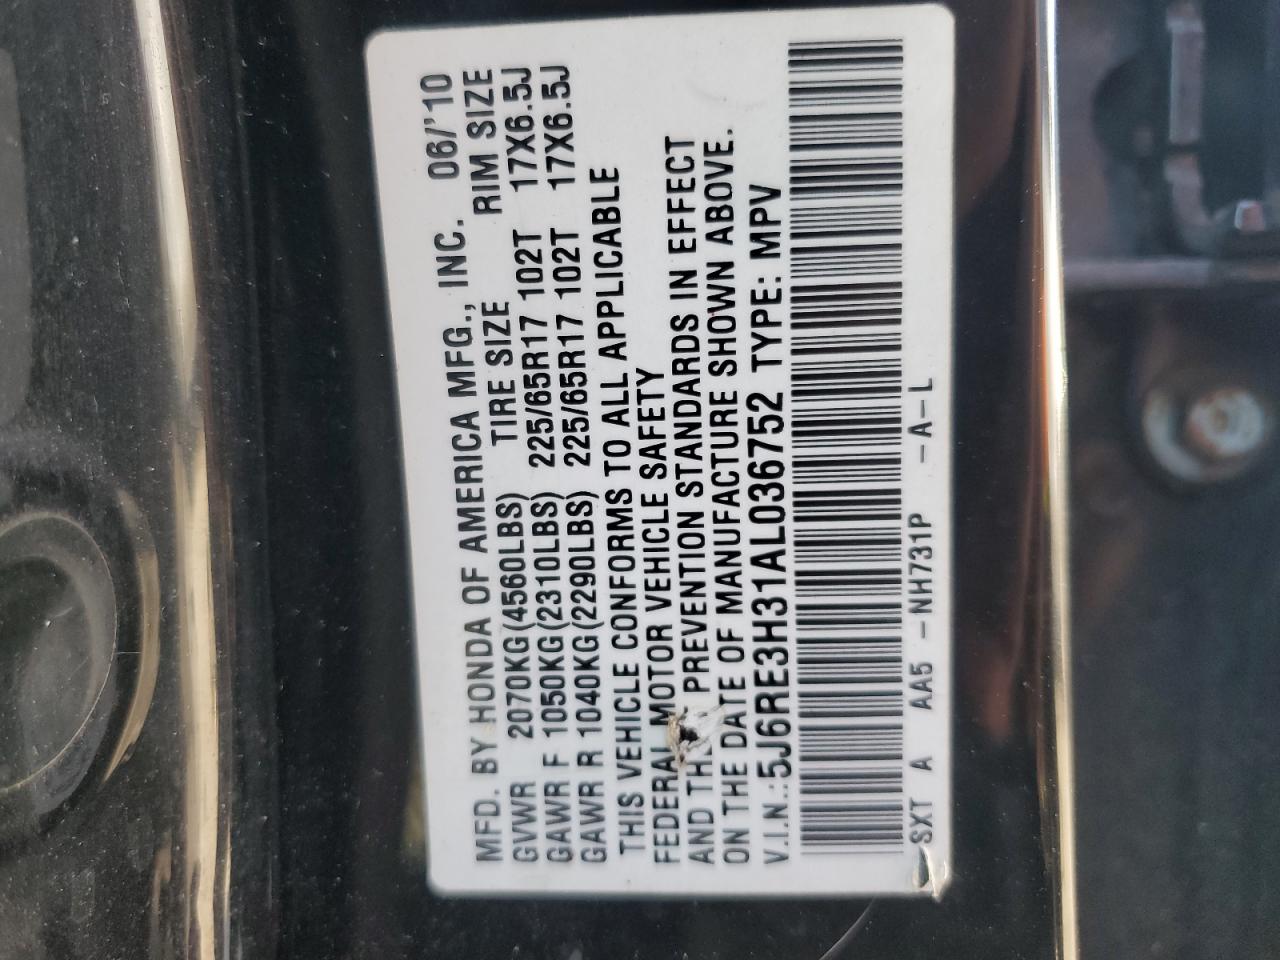 MFD. BY HONDA OF AMERICA MFG., INC. 06/'10
TIRE SIZE RIM SIZE
GVWR 2070KG(4560LBS)
GAWR F 1050KG(2310LBS) 225/65R17 102T 17X6.5J
GAWR R 1040KG(2290LBS) 225/65R17 102T 17X6.5J
THIS VEHICLE CONFORMS TO ALL APPLICABLE
FEDERAL MOTOR VEHICLE SAFETY
AND THE PREVENTION STANDARDS IN EFFECT
ON THE DATE OF MANUFACTURE SHOWN ABOVE.
V.I.N.:5J6RE3H31AL036752 TYPE: MPV
SXT A AA5 -NH731P -A-L